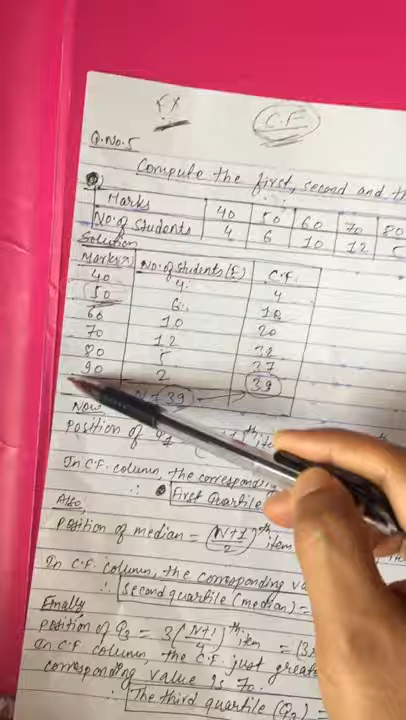 £x
C.F
Q.No.5
Compute the first, second and th
Marks 40 50 60 70 80
No. of students 4 6 10 12 5
Solution
Marks(x) No. of students (f) C.F.
40 4 4
50 6 10
60 10 20
70 12 32
80 5 37
90 2 39
N = 39
Now
Position of Q1 th item
In C.F. column, the corresponding
∴ First Quartile
Also,
Position of median = (N+1/2)th item
In C.F. column, the corresponding va
∴ second quartile (median) =
Finally
Position of Q3 = 3(N+1/4)th item = (3
In C.F column, the C.F. just great
corresponding value is 70.
∴ The third quartile (Q3) =